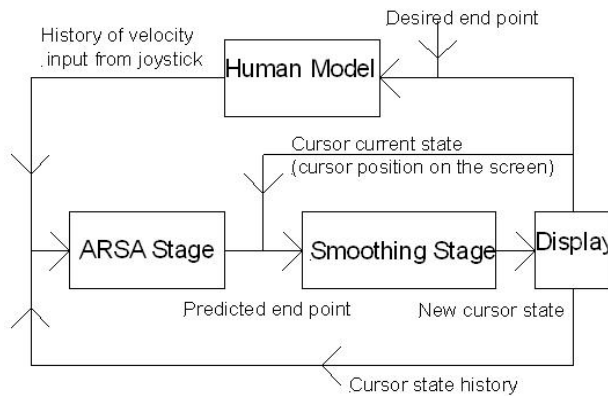 Desired end point
History of velocity
input from joystick
Human Model
Cursor current state
(cursor position on the screen)
ARSA Stage
Smoothing Stage
Display
Predicted end point
New cursor state
Cursor state history